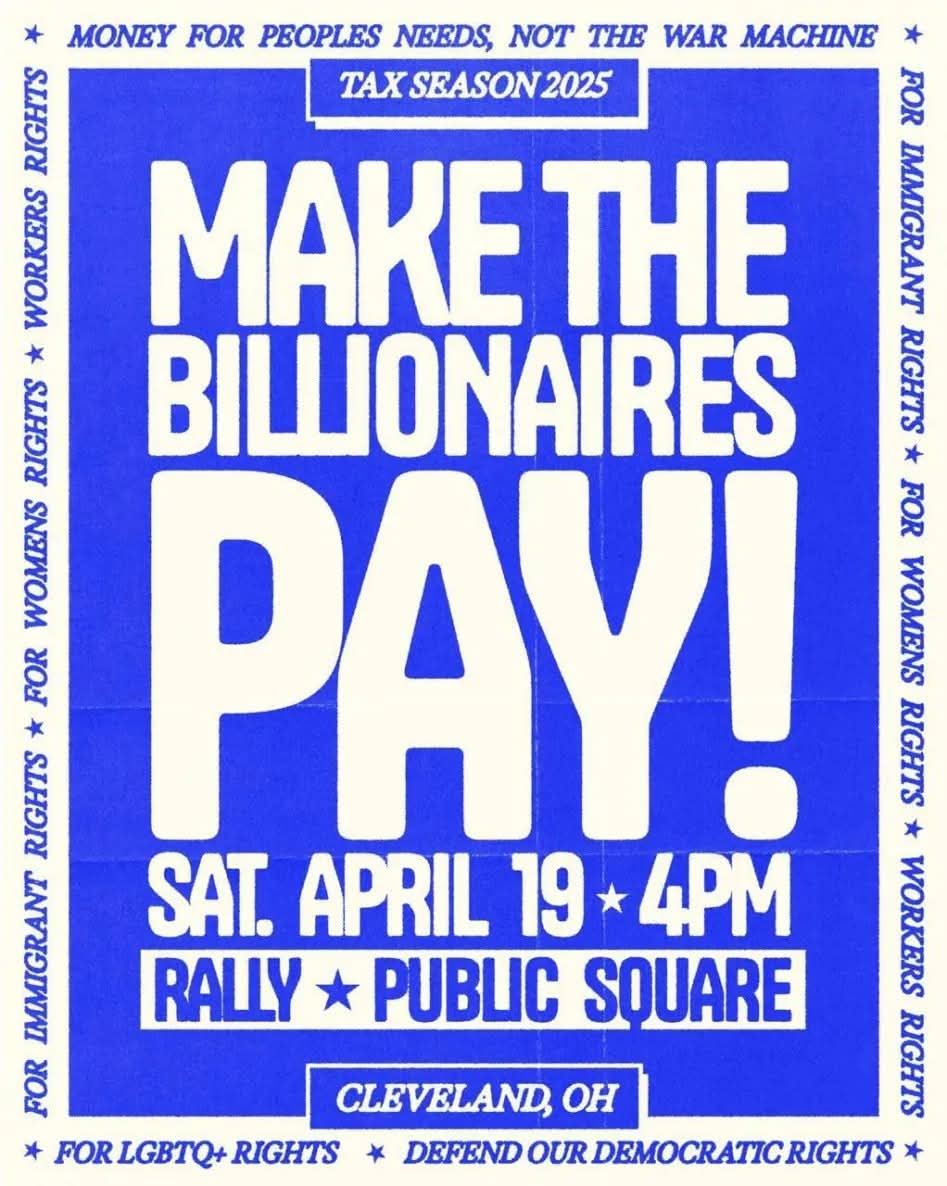 ★ MONEY FOR PEOPLES NEEDS, NOT THE WAR MACHINE ★
TAX SEASON 2025
MAKE THE
BILLIONAIRES
PAY!
SAT. APRIL 19 ★ 4PM
RALLY ★ PUBLIC SQUARE
CLEVELAND, OH
FOR IMMIGRANT RIGHTS ★ FOR WOMENS RIGHTS ★ WORKERS RIGHTS
FOR IMMIGRANT RIGHTS ★ FOR WOMENS RIGHTS ★ WORKERS RIGHTS
★ FOR LGBTQ+ RIGHTS ★ DEFEND OUR DEMOCRATIC RIGHTS ★